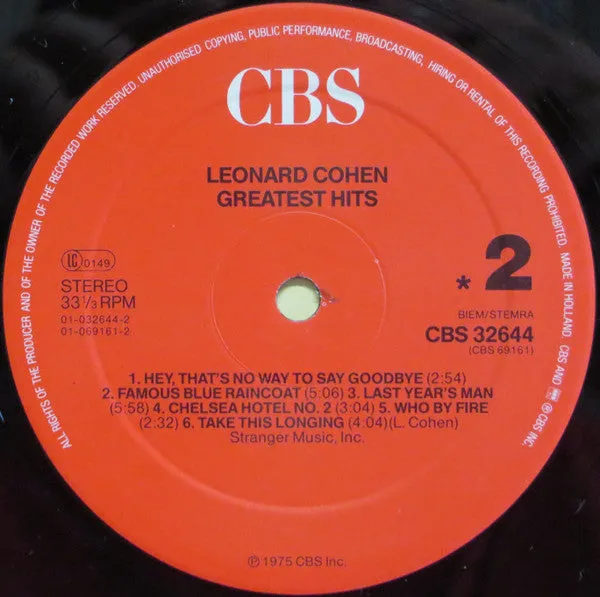 ALL RIGHTS OF THE PRODUCER AND OF THE OWNER OF THE RECORDED WORK RESERVED. UNAUTHORISED COPYING, PUBLIC PERFORMANCE, BROADCASTING, HIRING OR RENTAL OF THIS RECORDING PROHIBITED. MADE IN HOLLAND. CBS AND ℗ CBS INC.
CBS
LEONARD COHEN
GREATEST HITS
LC 0149
STEREO
33 1/3 RPM
01-032644-2
01-069161-2
* 2
BIEM/STEMRA
CBS 32644
(CBS 69161)
1. HEY, THAT'S NO WAY TO SAY GOODBYE (2:54)
2. FAMOUS BLUE RAINCOAT (5:06) 3. LAST YEAR'S MAN
(5:58) 4. CHELSEA HOTEL NO. 2 (3:04) 5. WHO BY FIRE
(2:32) 6. TAKE THIS LONGING (4:04)(L. Cohen)
Stranger Music, Inc.
℗ 1975 CBS Inc.